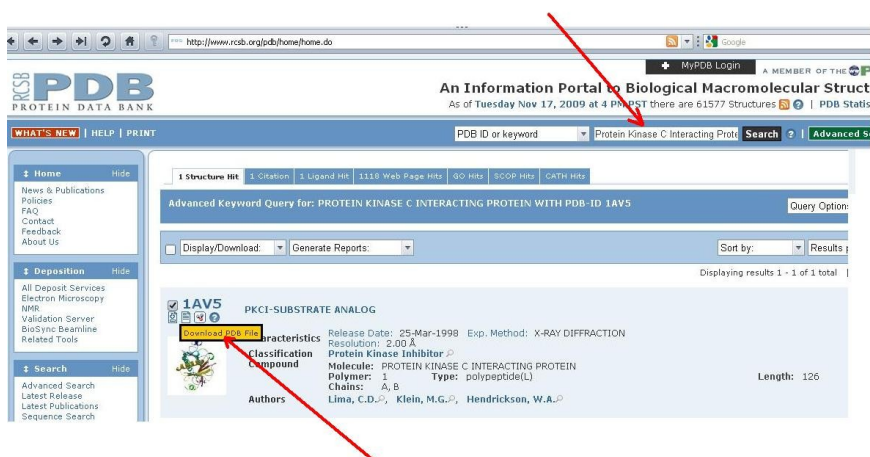 http://www.rcsb.org/pdb/home/home.do
Google
MyPDB Login
A MEMBER OF THE
RCSB
PDB
PROTEIN DATA BANK
An Information Portal to Biological Macromolecular Struct
As of Tuesday Nov 17, 2009 at 4 PM PST there are 61577 Structures | PDB Statis
WHAT'S NEW | HELP | PRINT
PDB ID or keyword
Protein Kinase C Interacting Prote
Search
Advanced Se
Home Hide
News & Publications
Policies
FAQ
Contact
Feedback
About Us
Deposition Hide
All Deposit Services
Electron Microscopy
NMR
Validation Server
BioSync Beamline
Related Tools
Search Hide
Advanced Search
Latest Release
Latest Publications
Sequence Search
1 Structure Hit 1 Citation 1 Ligand Hit 1118 Web Page Hits GO Hits SCOP Hits CATH Hits
Advanced Keyword Query for: PROTEIN KINASE C INTERACTING PROTEIN WITH PDB-ID 1AV5
Query Option
Display/Download: Generate Reports: Sort by: Results
Displaying results 1 - 1 of 1 total |
1AV5 PKCI-SUBSTRATE ANALOG
Download PDB File
aracteristics Release Date: 25-Mar-1998 Exp. Method: X-RAY DIFFRACTION
Resolution: 2.00 Å
Classification Protein Kinase Inhibitor
Compound Molecule: PROTEIN KINASE C INTERACTING PROTEIN
Polymer: 1 Type: polypeptide(L) Length: 126
Chains: A, B
Authors Lima, C.D., Klein, M.G., Hendrickson, W.A.